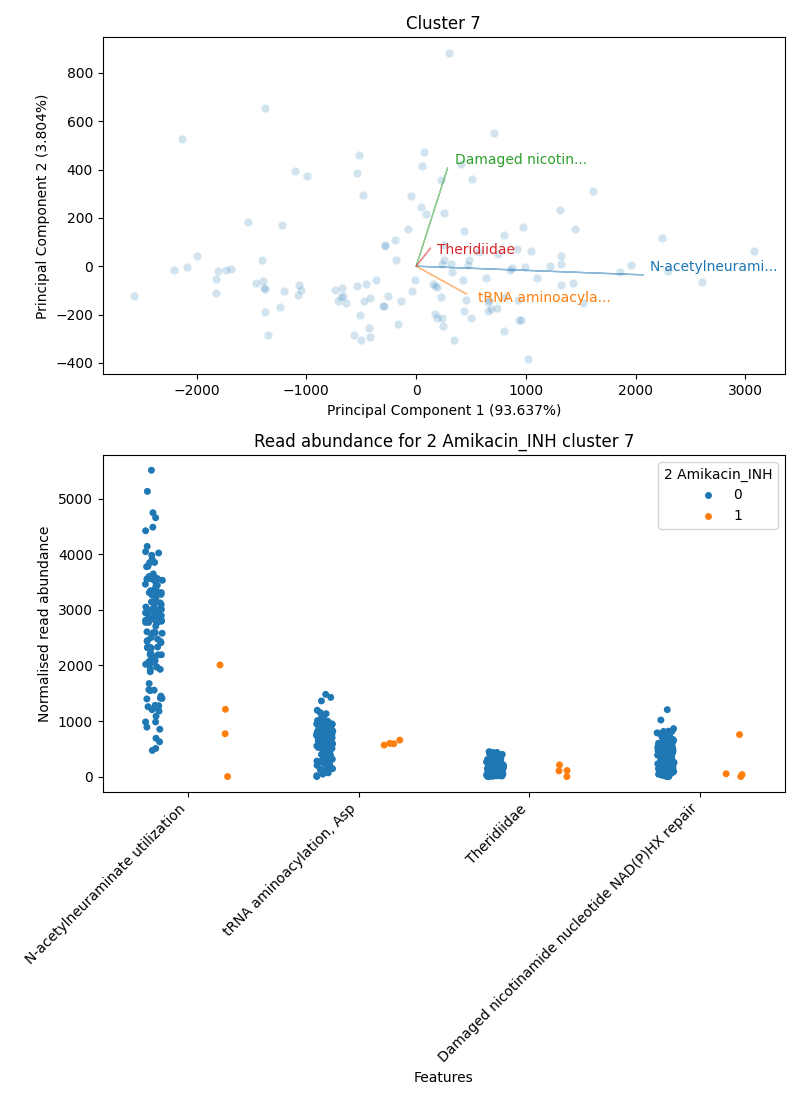 Cluster 7
Principal Component 2 (3.804%)
800
600
400
200
0
−200
−400
Damaged nicotin...
Theridiidae
N-acetylneurami...
tRNA aminoacyla...
−2000
−1000
0
1000
2000
3000
Principal Component 1 (93.637%)
Read abundance for 2 Amikacin_INH cluster 7
Normalised read abundance
5000
4000
3000
2000
1000
0
2 Amikacin_INH
0
1
N-acetylneuraminate utilization
tRNA aminoacylation, Asp
Theridiidae
Damaged nicotinamide nucleotide NAD(P)HX repair
Features